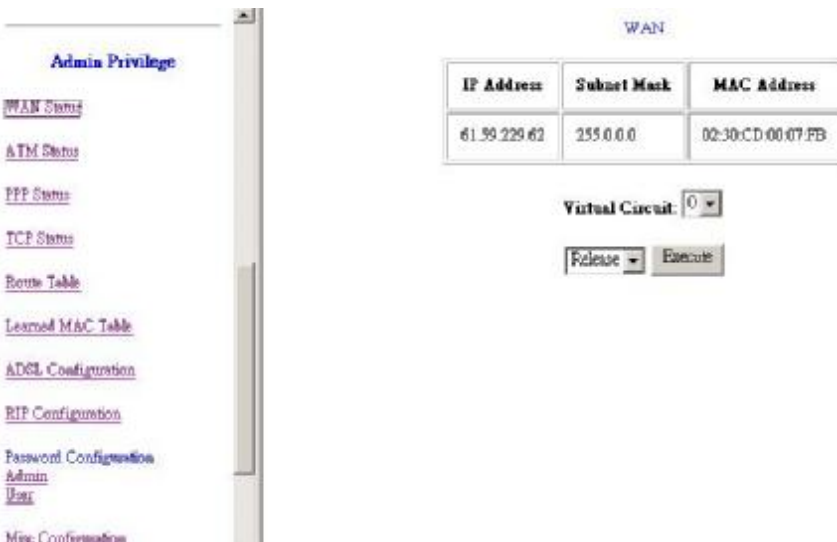 Admin Privilege
WAN Status
ATM Status
PPP Status
TCP Status
Route Table
Learned MAC Table
ADSL Configuration
RIP Configuration
Password Configuration
Admin
User
Misc Configuration
WAN
IP Address Subnet Mask MAC Address
61.59.229.62 255.0.0.0 02:30:CD:00:07:FB
Virtual Circuit: 0
Release Execute